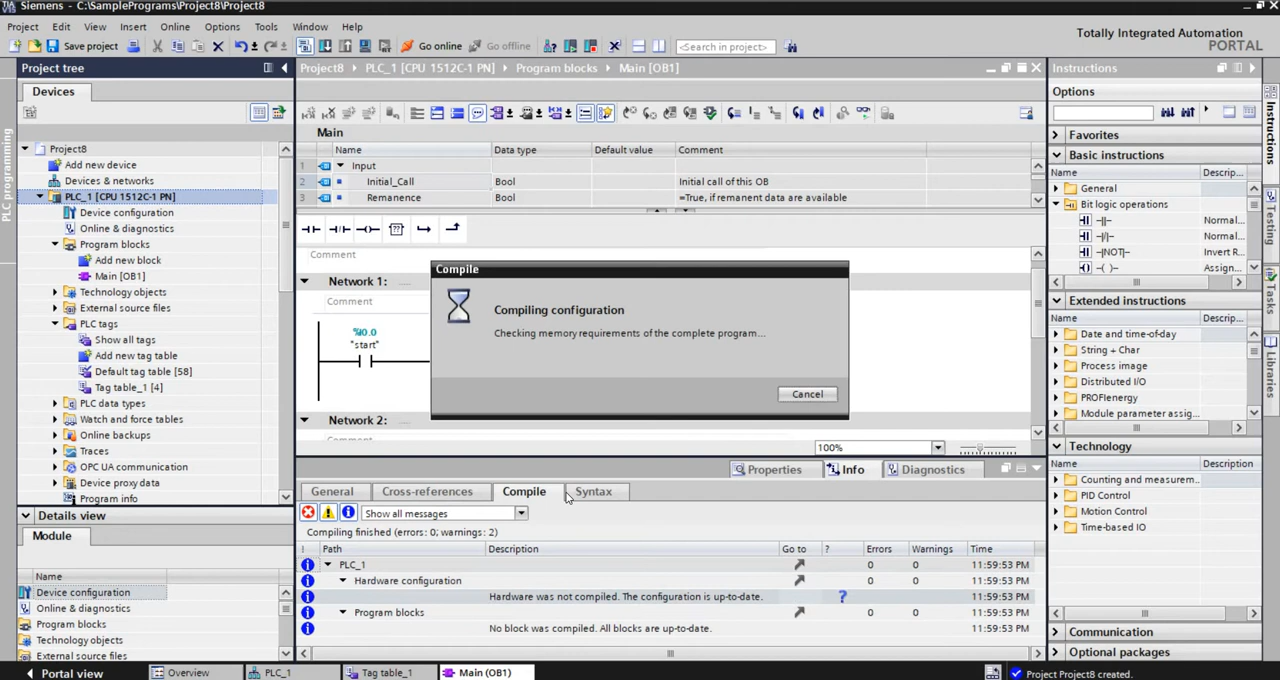 Siemens - C:\SamplePrograms\Project8\Project8
Project Edit View Insert Online Options Tools Window Help
Save project
Go online
Go offline
<Search in project>
Totally Integrated Automation
PORTAL
Project tree
Devices
PLC programming
Project8
Add new device
Devices & networks
PLC_1 [CPU 1512C-1 PN]
Device configuration
Online & diagnostics
Program blocks
Add new block
Main [OB1]
Technology objects
External source files
PLC tags
Show all tags
Add new tag table
Default tag table [58]
Tag table_1 [4]
PLC data types
Watch and force tables
Online backups
Traces
OPC UA communication
Device proxy data
Program info
Details view
Module
Name
Device configuration
Online & diagnostics
Program blocks
Technology objects
External source files
Project8 PLC_1 [CPU 1512C-1 PN] Program blocks Main [OB1]
Main
Name Data type Default value Comment
1 Input
2 Initial_Call Bool Initial call of this OB
3 Remanence Bool =True, if remanent data are available
??
Comment
Network 1:
Comment
%I0.0
"start"
Network 2:
Comment
Compile
Compiling configuration
Checking memory requirements of the complete program...
Cancel
100%
Properties Info Diagnostics
General Cross-references Compile Syntax
Show all messages
Compiling finished (errors: 0; warnings: 2)
! Path Description Go to ? Errors Warnings Time
PLC_1 0 0 11:59:53 PM
Hardware configuration 0 0 11:59:53 PM
Hardware was not compiled. The configuration is up-to-date. ? 11:59:53 PM
Program blocks 0 0 11:59:53 PM
No block was compiled. All blocks are up-to-date. 11:59:53 PM
Instructions
Options
Favorites
Basic instructions
Name Descrip...
General
Bit logic operations
-||- Normal...
-|/|- Normal...
-|NOT|- Invert R...
-( )- Assign...
Extended instructions
Name Descrip...
Date and time-of-day
String + Char
Process image
Distributed I/O
PROFIenergy
Module parameter assig...
Technology
Name Description
Counting and measurem...
PID Control
Motion Control
Time-based IO
Communication
Optional packages
Instructions
Testing
Tasks
Libraries
Portal view
Overview
PLC_1
Tag table_1
Main (OB1)
Project Project8 created.